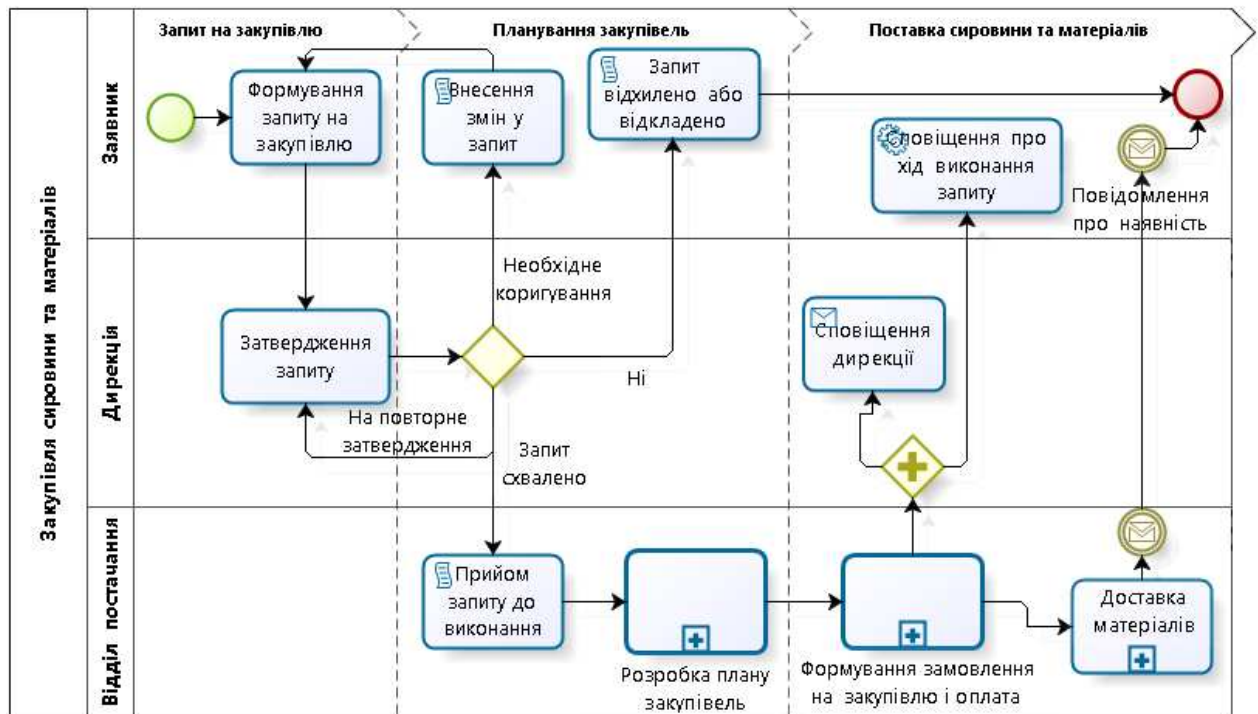 Запит на закупівлю
Планування закупівель
Поставка сировини та матеріалів
Закупівля сировини та матеріалів
Заявник
Формування
запиту на
закупівлю
Внесення
змін у
запит
Запит
відхилено або
відкладено
Сповіщення про
хід виконання
запиту
Повідомлення
про наявність
Дирекція
Затвердження
запиту
Необхідне
коригування
Ні
На повторне
затвердження
Запит
схвалено
Сповіщення
дирекції
Відділ постачання
Прийом
запиту до
виконання
Розробка плану
закупівель
Формування замовлення
на закупівлю і оплата
Доставка
матеріалів